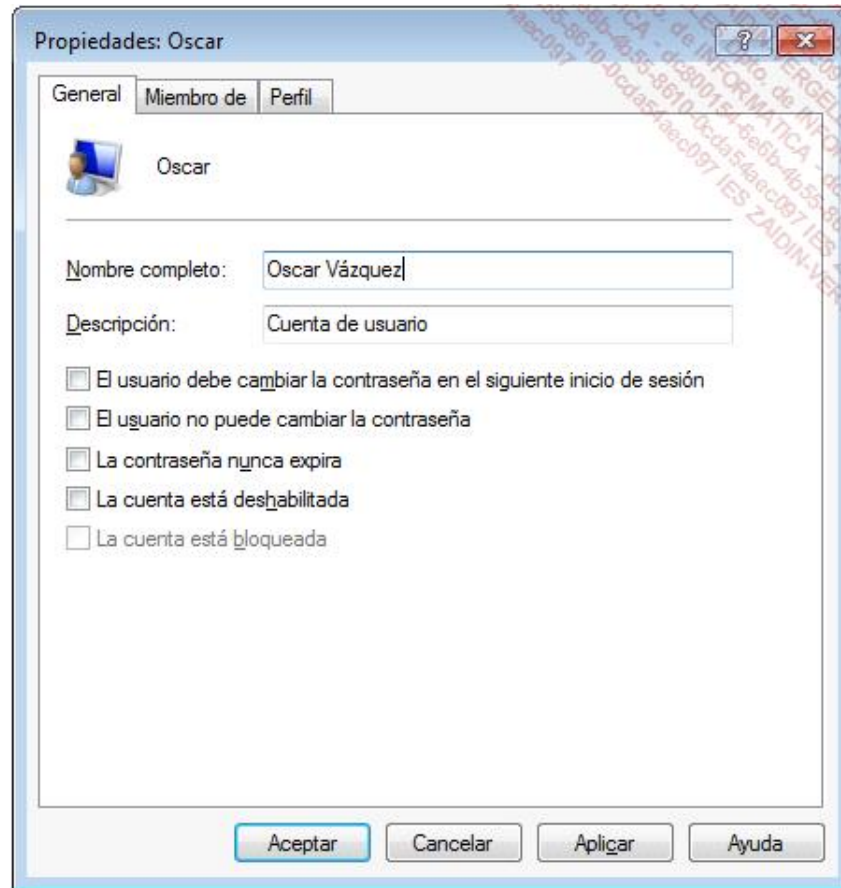 Propiedades: Oscar
General Miembro de Perfil
Oscar
Nombre completo: Oscar Vázquez
Descripción: Cuenta de usuario
El usuario debe cambiar la contraseña en el siguiente inicio de sesión
El usuario no puede cambiar la contraseña
La contraseña nunca expira
La cuenta está deshabilitada
La cuenta está bloqueada
Aceptar Cancelar Aplicar Ayuda